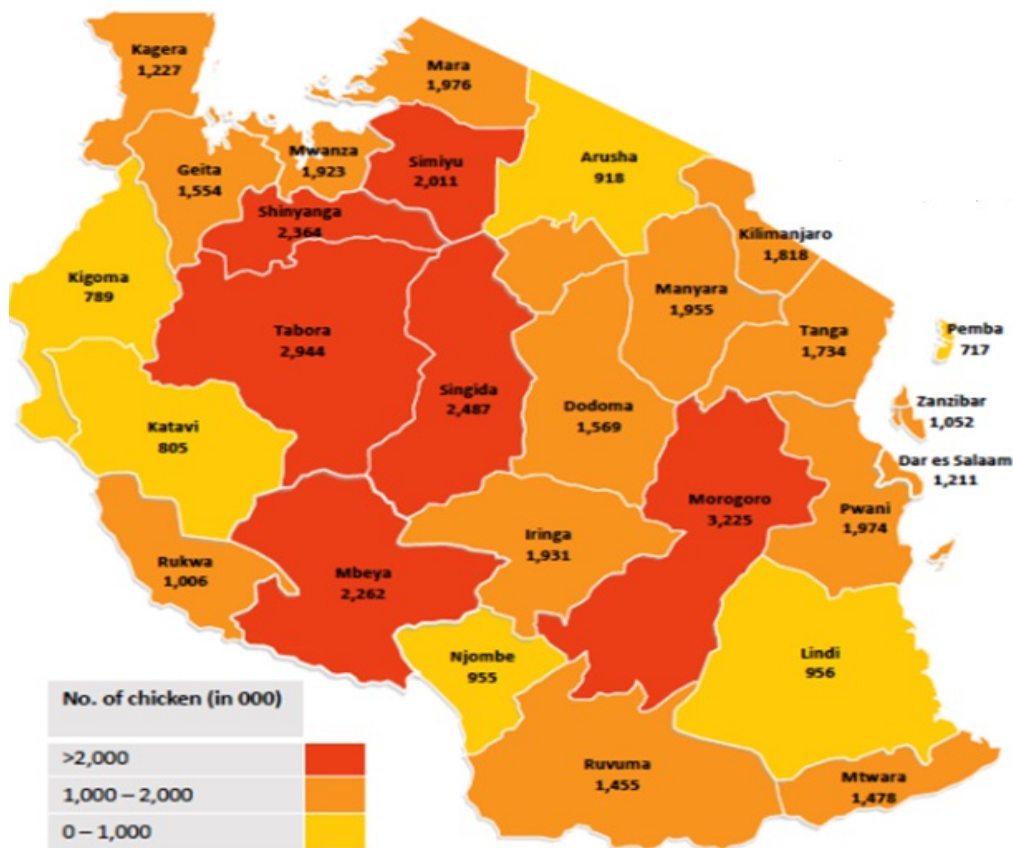 Kagera
1,227
Mara
1,976
Geita
1,554
Mwanza
1,923
Simiyu
2,011
Arusha
918
Shinyanga
2,364
Kilimanjaro
1,818
Kigoma
789
Manyara
1,955
Tabora
2,944
Tanga
1,734
Pemba
717
Singida
2,487
Dodoma
1,569
Zanzibar
1,052
Katavi
805
Dar es Salaam
1,211
Morogoro
3,225
Pwani
1,974
Iringa
1,931
Rukwa
1,006
Mbeya
2,262
Njombe
955
Lindi
956
Ruvuma
1,455
Mtwara
1,478
No. of chicken (in 000)
>2,000
1,000 – 2,000
0 – 1,000